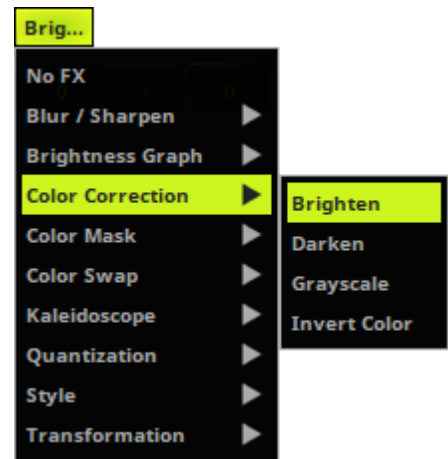 Brig...
No FX
Blur / Sharpen
Brightness Graph
Color Correction
Color Mask
Color Swap
Kaleidoscope
Quantization
Style
Transformation
Brighten
Darken
Grayscale
Invert Color